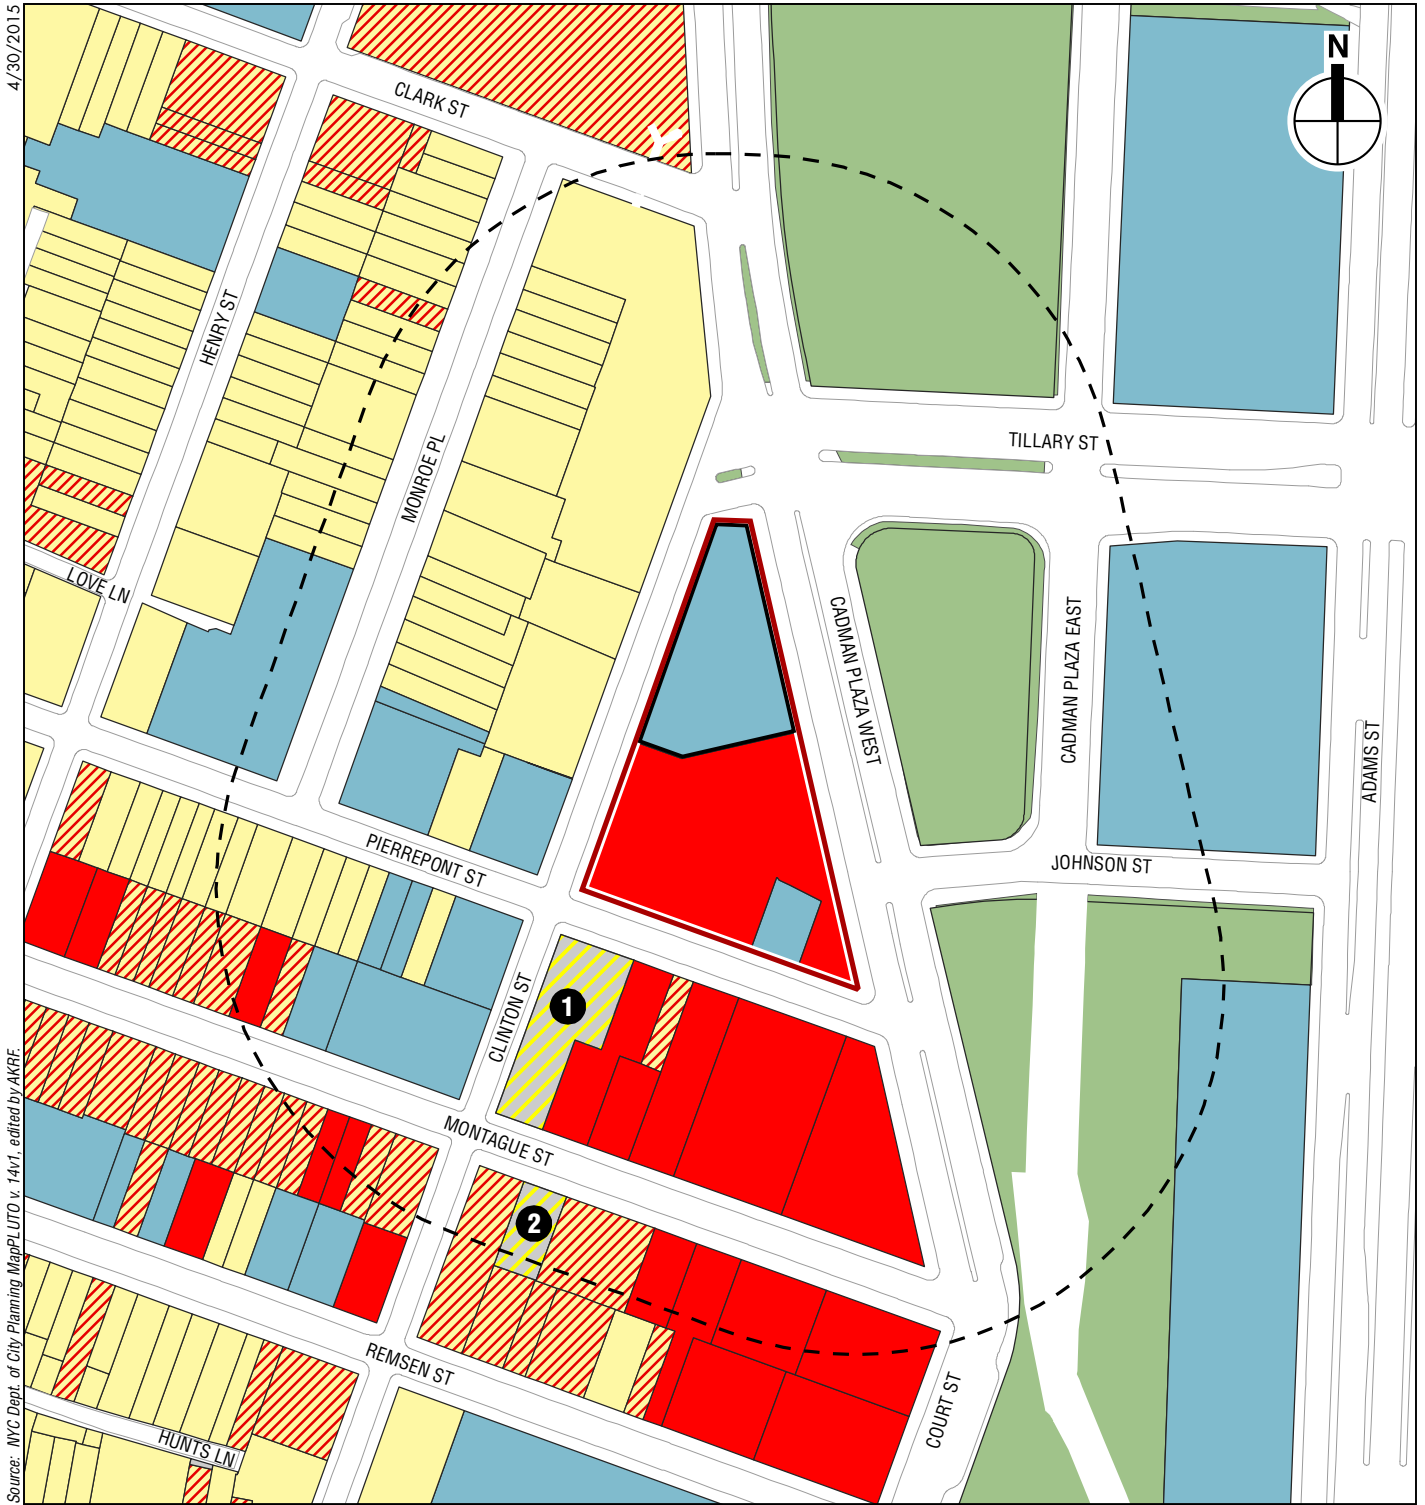 4/30/2015
N
CLARK ST
HENRY ST
MONROE PL
TILLARY ST
LOVE LN
CADMAN PLAZA WEST
CADMAN PLAZA EAST
ADAMS ST
PIERREPONT ST
JOHNSON ST
CLINTON ST
1
MONTAGUE ST
2
REMSEN ST
COURT ST
HUNTS LN
Source: NYC Dept. of City Planning MapPLUTO v. 14v1, edited by AKRF.